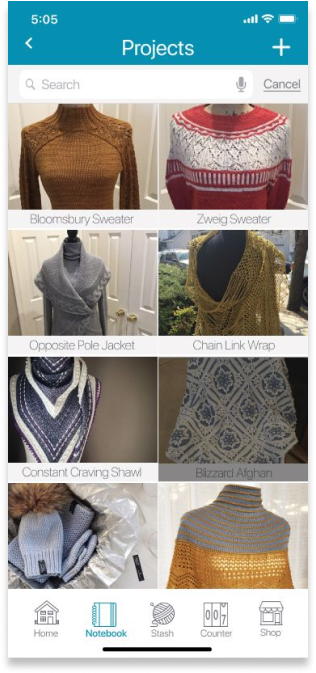 5:05
Projects
Search
Cancel
Bloomsbury Sweater
Zweig Sweater
Opposite Pole Jacket
Chain Link Wrap
Constant Craving Shawl
Blizzard Afghan
007
Home
Notebook
Stash
Counter
Shop